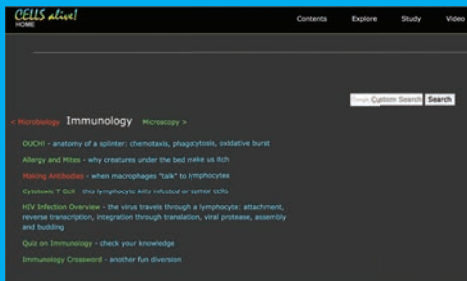 CELLS alive!
HOME
Contents Explore Study Video
Custom Search Search
< Microbiology Immunology Microscopy >
OUCH! - anatomy of a splinter: chemotaxis, phagocytosis, oxidative burst
Allergy and Mites - why creatures under the bed make us itch
Making Antibodies - when macrophages "talk" to lymphocytes
HIV Infection Overview - the virus travels through a lymphocyte: attachment,
reverse transcription, integration through translation, viral protease, assembly
and budding
Quiz on Immunology - check your knowledge
Immunology Crossword - another fun diversion